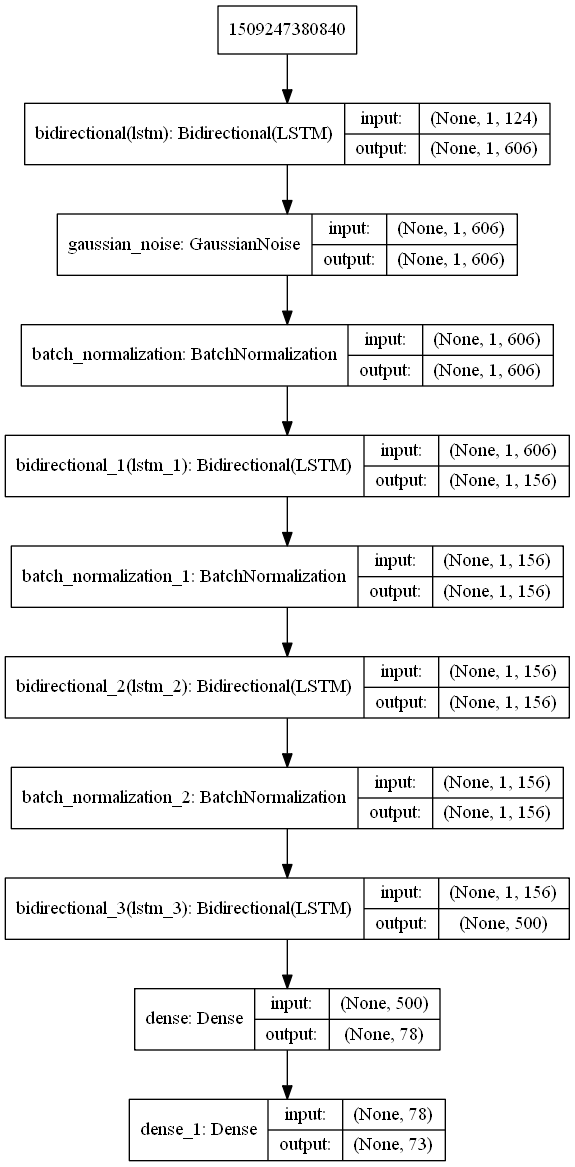 1509247380840
bidirectional(lstm): Bidirectional(LSTM)
input: (None, 1, 124)
output: (None, 1, 606)
gaussian_noise: GaussianNoise
input: (None, 1, 606)
output: (None, 1, 606)
batch_normalization: BatchNormalization
input: (None, 1, 606)
output: (None, 1, 606)
bidirectional_1(lstm_1): Bidirectional(LSTM)
input: (None, 1, 606)
output: (None, 1, 156)
batch_normalization_1: BatchNormalization
input: (None, 1, 156)
output: (None, 1, 156)
bidirectional_2(lstm_2): Bidirectional(LSTM)
input: (None, 1, 156)
output: (None, 1, 156)
batch_normalization_2: BatchNormalization
input: (None, 1, 156)
output: (None, 1, 156)
bidirectional_3(lstm_3): Bidirectional(LSTM)
input: (None, 1, 156)
output: (None, 500)
dense: Dense
input: (None, 500)
output: (None, 78)
dense_1: Dense
input: (None, 78)
output: (None, 73)